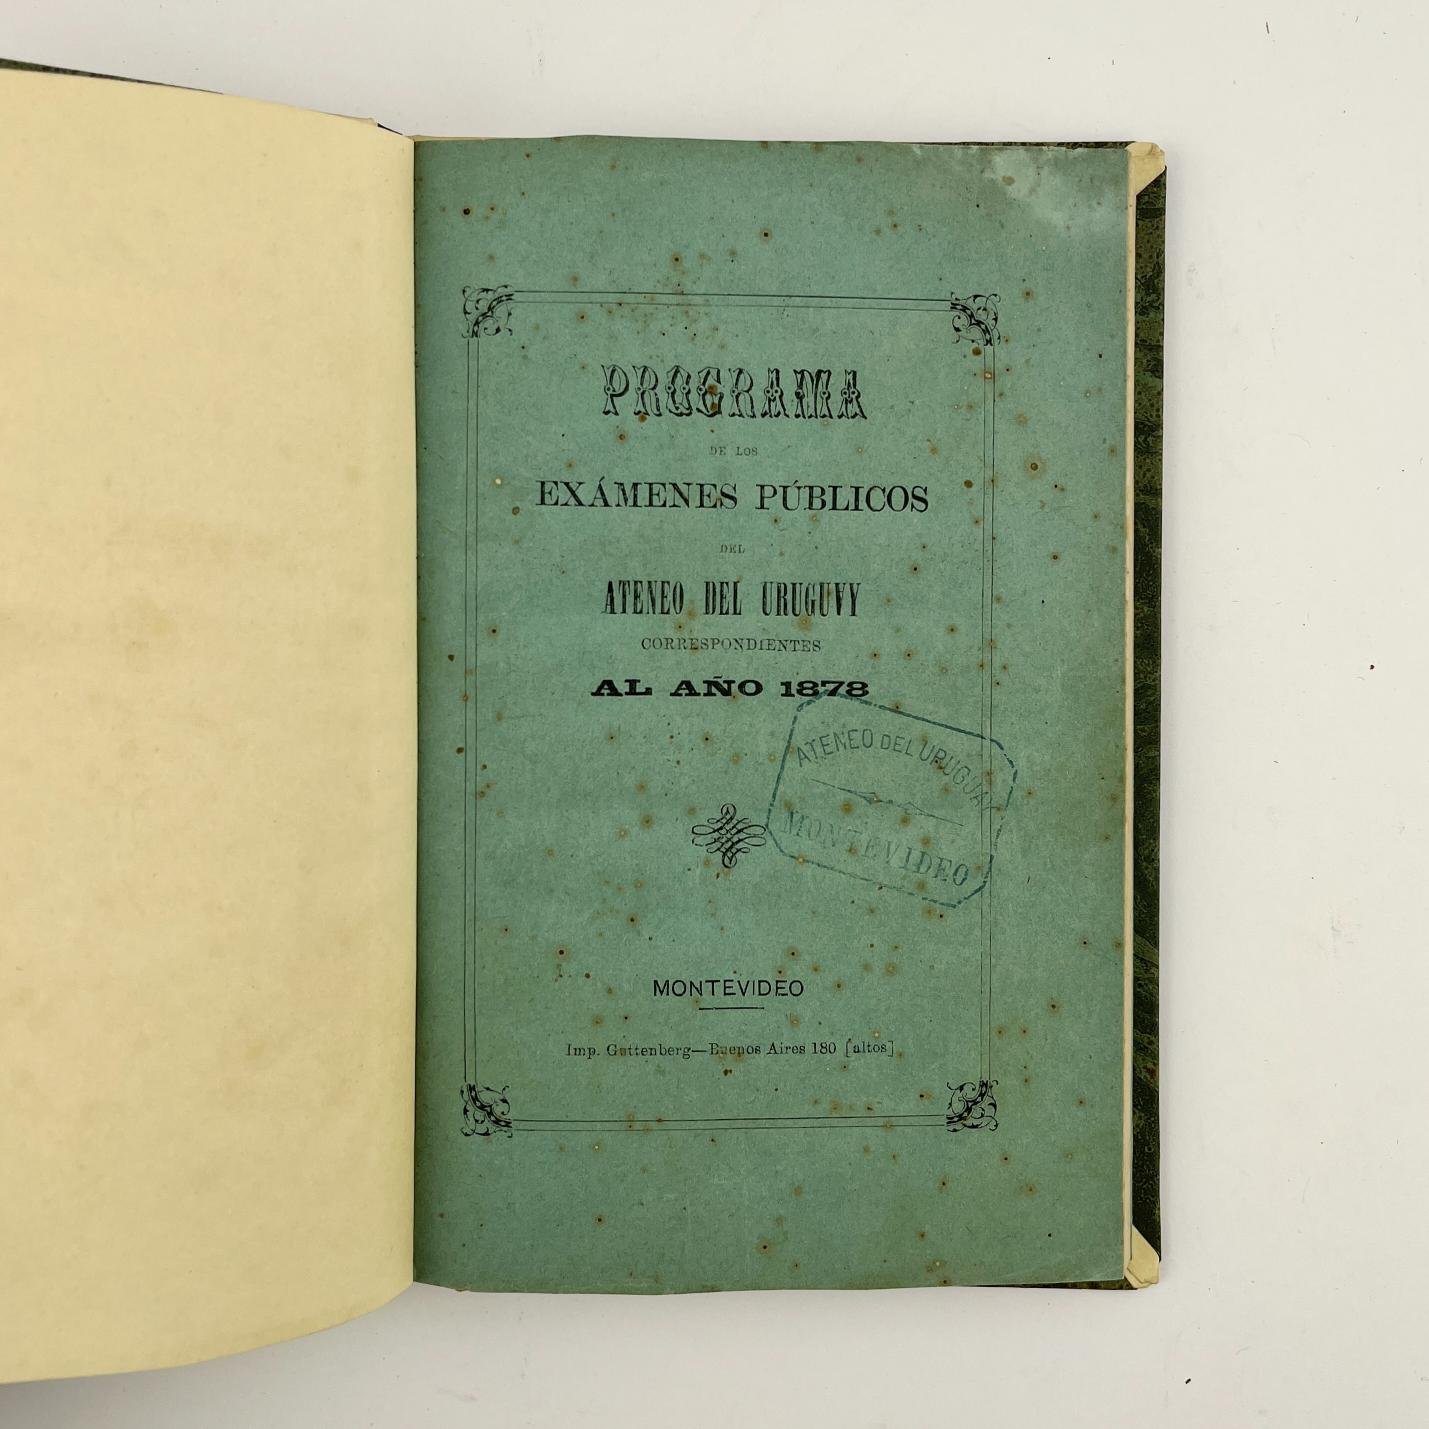 PROGRAMA
DE LOS
EXÁMENES PÚBLICOS
DEL
ATENEO DEL URUGUVY
CORRESPONDIENTES
AL AÑO 1878
ATENEO DEL URUGUAY
MONTEVIDEO
MONTEVIDEO
Imp. Guttenberg—Buenos Aires 180 [altos]